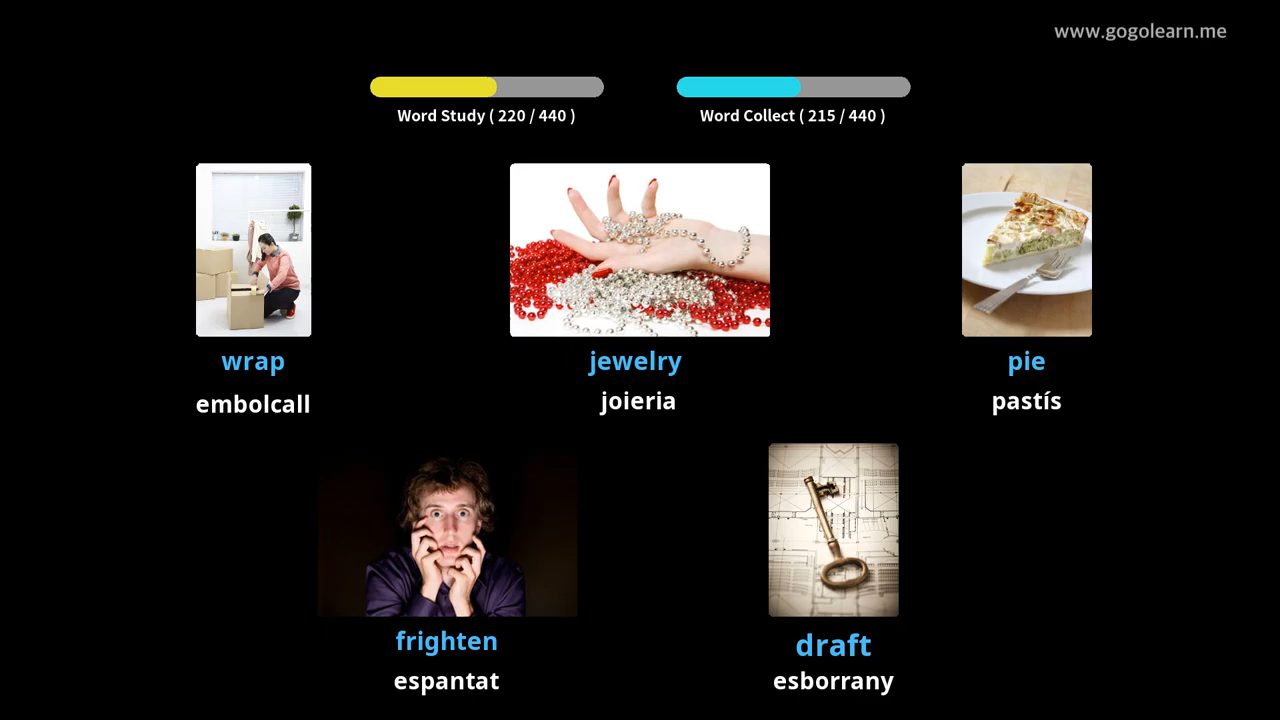 www.gogolearn.me
Word Study ( 220 / 440 )
Word Collect ( 215 / 440 )
wrap
embolcall
jewelry
joieria
pie
pastís
frighten
espantat
draft
esborrany